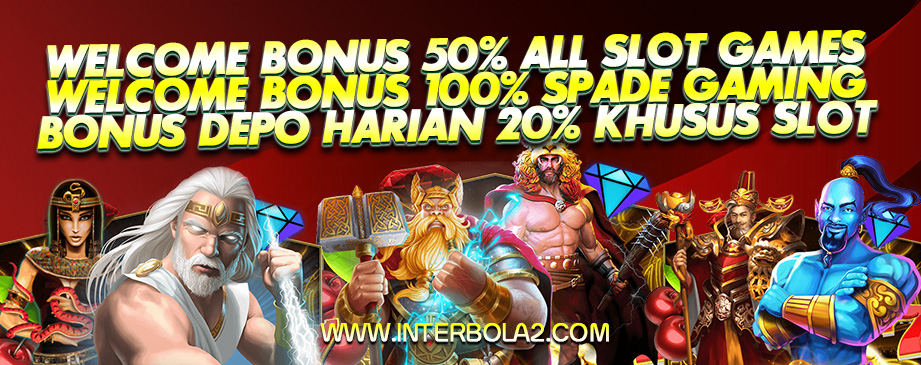 WELCOME BONUS 50% ALL SLOT GAMES
WELCOME BONUS 100% SPADE GAMING
BONUS DEPO HARIAN 20% KHUSUS SLOT
WWW.INTERBOLA2.COM